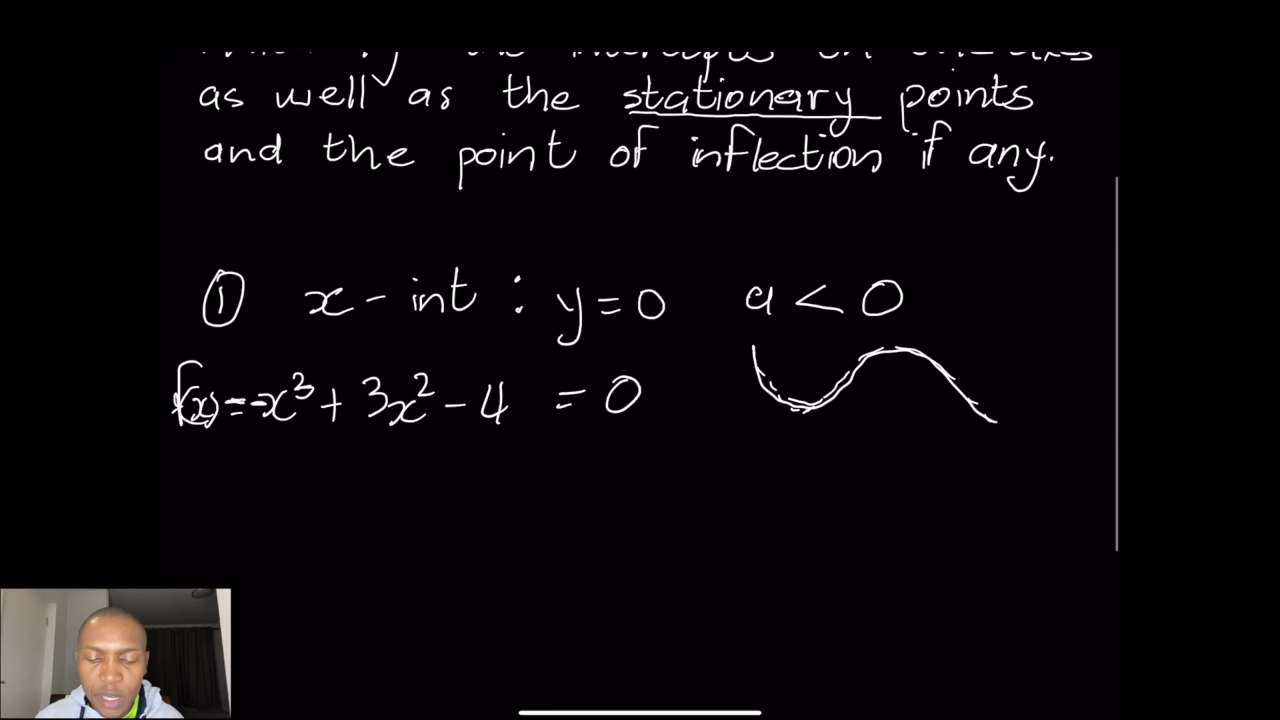 as well as the stationary points
and the point of inflection if any.
① x - int : y = 0 a < 0
f(x) = -x³ + 3x² - 4 = 0